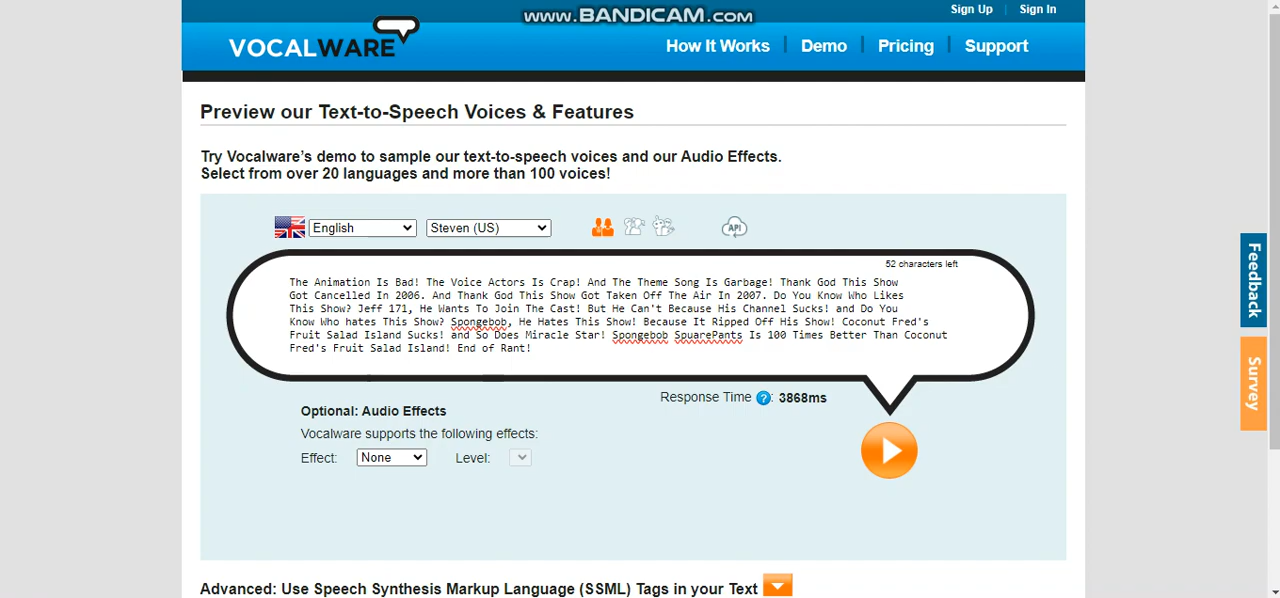 www.BANDICAM.com
Sign Up
Sign In
VOCALWARE
How It Works
Demo
Pricing
Support
Preview our Text-to-Speech Voices & Features
Try Vocalware's demo to sample our text-to-speech voices and our Audio Effects.
Select from over 20 languages and more than 100 voices!
English
Steven (US)
API
52 characters left
The Animation Is Bad! The Voice Actors Is Crap! And The Theme Song Is Garbage! Thank God This Show
Got Cancelled In 2006. And Thank God This Show Got Taken Off The Air In 2007. Do You Know Who Likes
This Show? Jeff 171, He Wants To Join The Cast! But He Can't Because His Channel Sucks! and Do You
Know Who hates This Show? Spongebob, He Hates This Show! Because It Ripped Off His Show! Coconut Fred's
Fruit Salad Island Sucks! and So Does Miracle Star! Spongebob SpuarePants Is 100 Times Better Than Coconut
Fred's Fruit Salad Island! End of Rant!
Response Time ? : 3868ms
Optional: Audio Effects
Vocalware supports the following effects:
Effect: None Level:
Feedback
Survey
Advanced: Use Speech Synthesis Markup Language (SSML) Tags in your Text